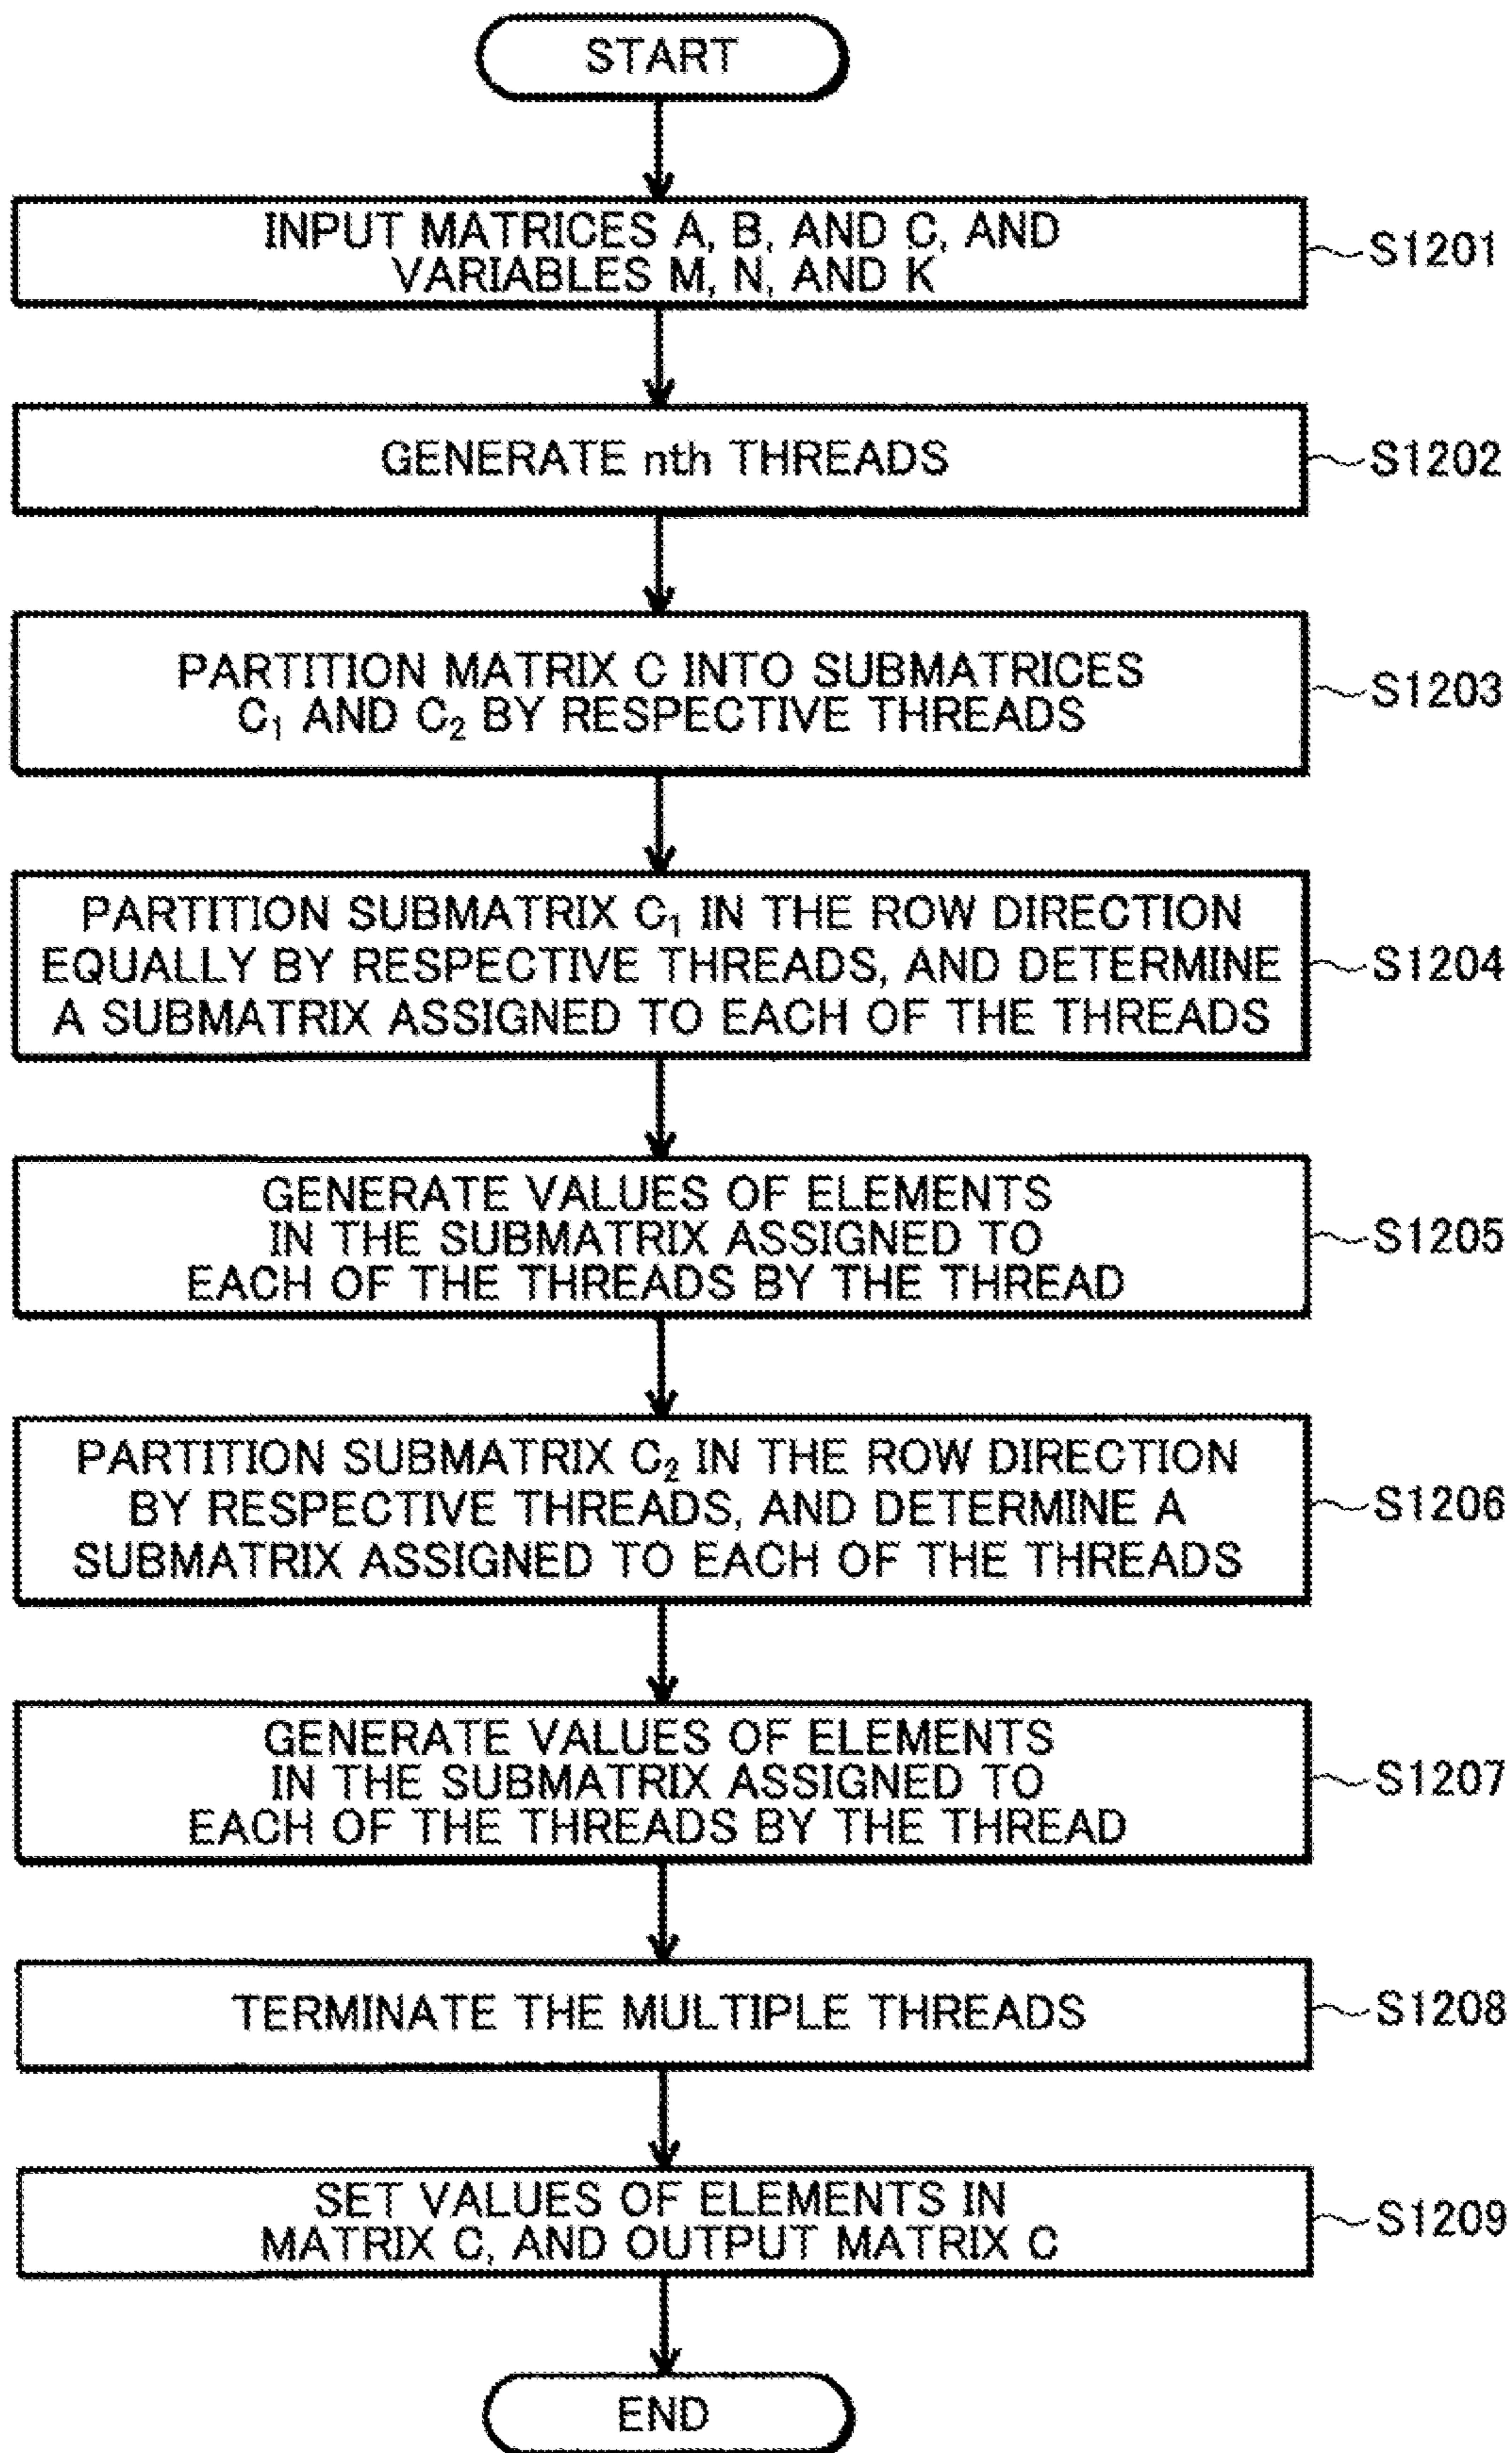 START
INPUT MATRICES A, B, AND C, AND
VARIABLES M, N, AND K
S1201
GENERATE nth THREADS
S1202
PARTITION MATRIX C INTO SUBMATRICES
C₁ AND C₂ BY RESPECTIVE THREADS
S1203
PARTITION SUBMATRIX C₁ IN THE ROW DIRECTION
EQUALLY BY RESPECTIVE THREADS, AND DETERMINE
A SUBMATRIX ASSIGNED TO EACH OF THE THREADS
S1204
GENERATE VALUES OF ELEMENTS
IN THE SUBMATRIX ASSIGNED TO
EACH OF THE THREADS BY THE THREAD
S1205
PARTITION SUBMATRIX C₂ IN THE ROW DIRECTION
BY RESPECTIVE THREADS, AND DETERMINE A
SUBMATRIX ASSIGNED TO EACH OF THE THREADS
S1206
GENERATE VALUES OF ELEMENTS
IN THE SUBMATRIX ASSIGNED TO
EACH OF THE THREADS BY THE THREAD
S1207
TERMINATE THE MULTIPLE THREADS
S1208
SET VALUES OF ELEMENTS IN
MATRIX C, AND OUTPUT MATRIX C
S1209
END